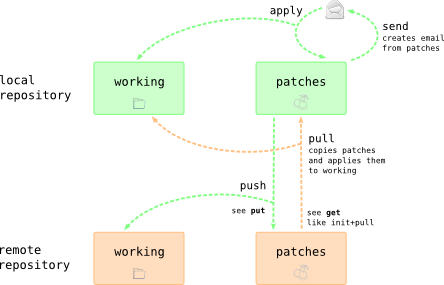 apply
send
creates email
from patches
local
repository
working
patches
pull
copies patches
and applies them
to working
push
see put
see get
like init+pull
remote
repository
working
patches